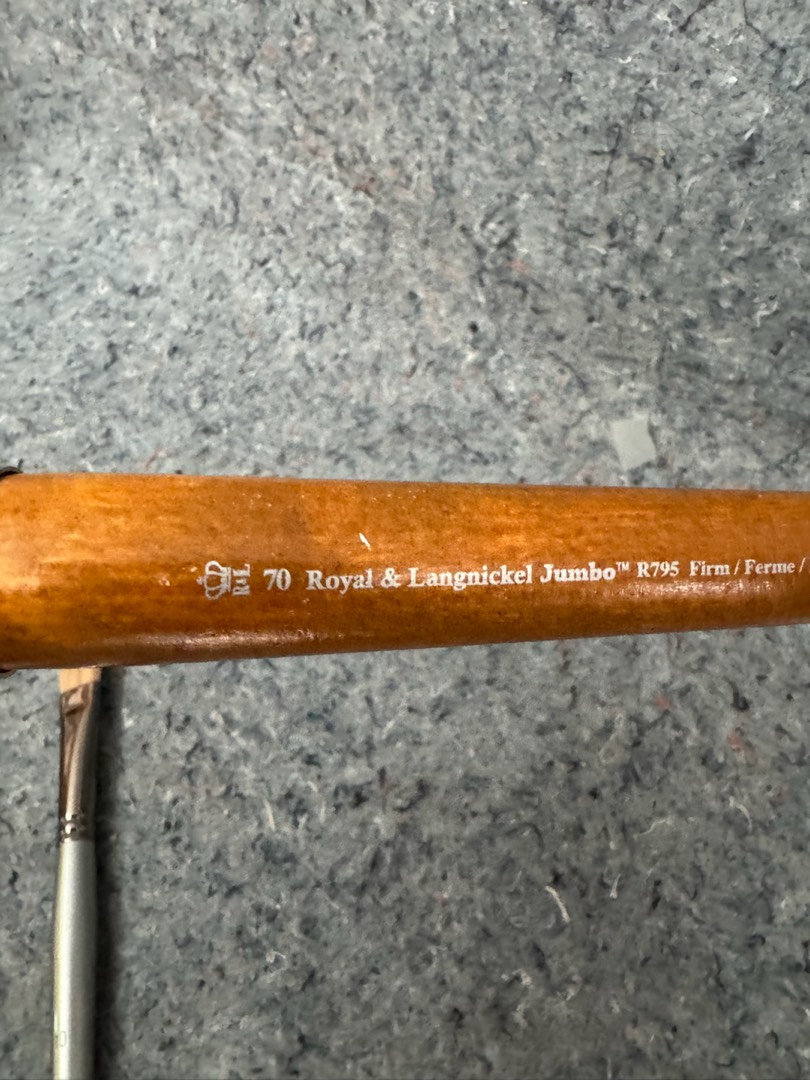 R&L 70 Royal & Langnickel Jumbo™ R795 Firm / Ferme /